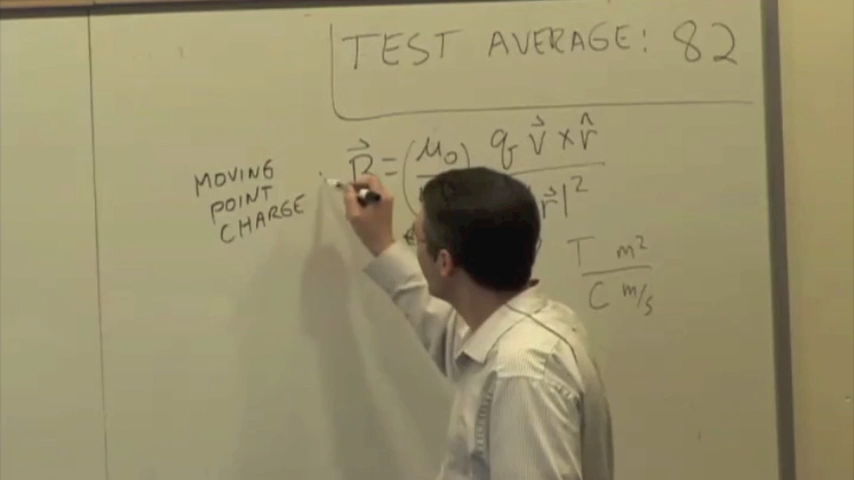 TEST AVERAGE: 82
MOVING
POINT
CHARGE
B⃗ = (μ₀ q v⃗ × r̂
r⃗|²
T m²
C m/s